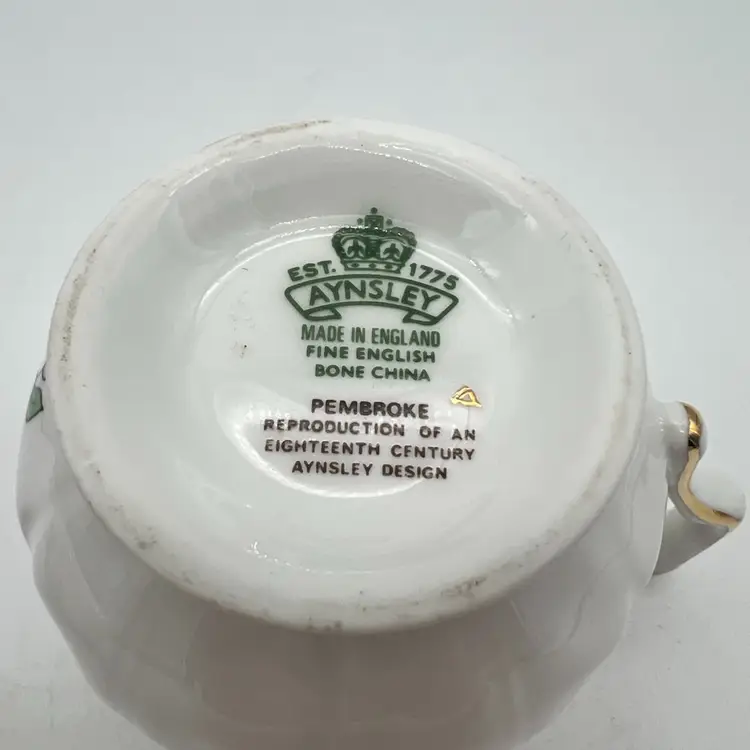 EST. 1775
AYNSLEY
MADE IN ENGLAND
FINE ENGLISH
BONE CHINA
PEMBROKE
REPRODUCTION OF AN
EIGHTEENTH CENTURY
AYNSLEY DESIGN